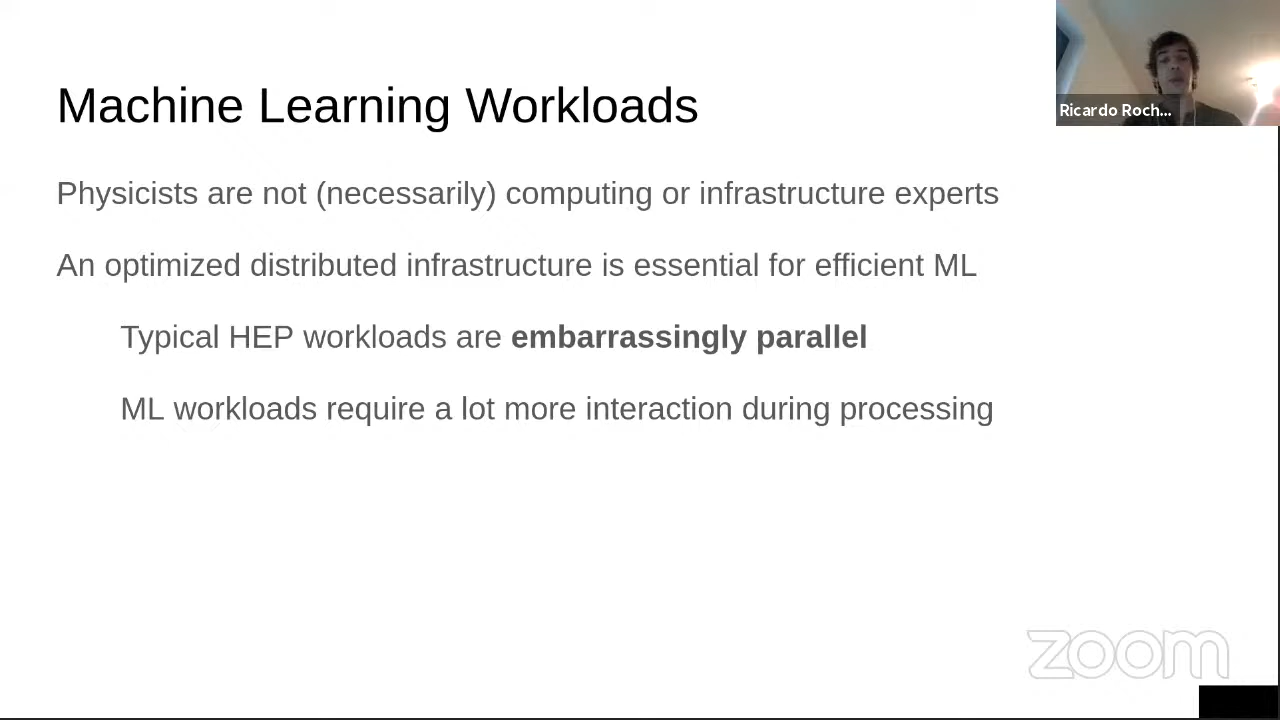 Machine Learning Workloads
Ricardo Roch...
Physicists are not (necessarily) computing or infrastructure experts
An optimized distributed infrastructure is essential for efficient ML
Typical HEP workloads are embarrassingly parallel
ML workloads require a lot more interaction during processing
zoom